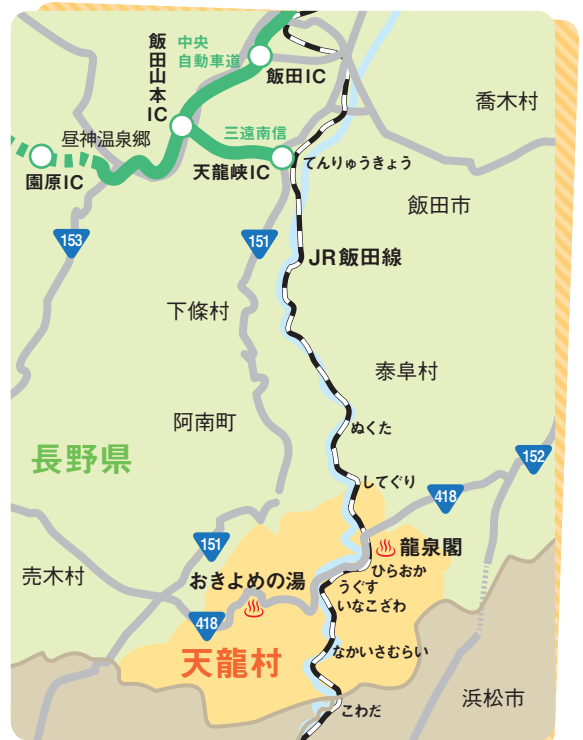 中央
自動車道
飯田山本IC
飯田IC
喬木村
昼神温泉郷
三遠南信
園原IC
天龍峡IC
てんりゅうきょう
飯田市
153
151
JR飯田線
下條村
泰阜村
阿南町
ぬくた
長野県
152
してぐり
418
151
龍泉閣
売木村
おきよめの湯
ひらおか
うぐす
いなこざわ
418
天龍村
なかいさむらい
浜松市
こわだ